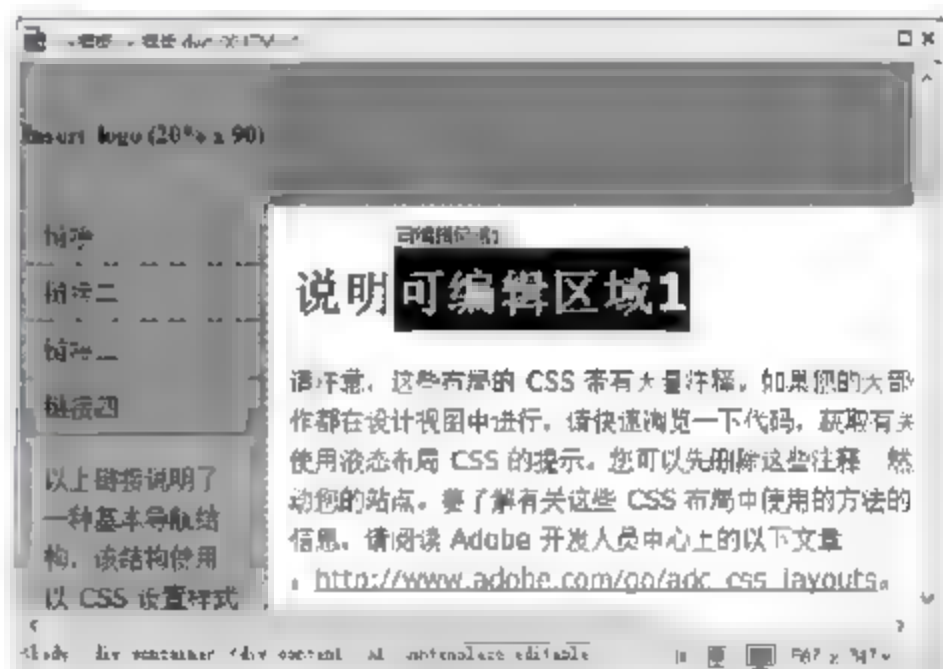 Insert logo (20% x 90)
链接二
链接四
以上链接说明了
一种基本导航结
构，该结构使用
以 CSS 设置样式
说明可编辑区域1
请注意，这些布局的 CSS 带有大量注释。如果您的大部
作都在设计视图中进行，请快速浏览一下代码，获取有关
使用液态布局 CSS 的提示。您可以先删除这些注释 然
动您的站点。要了解有关这些 CSS 布局中使用的方法的
信息，请阅读 Adobe 开发人员中心上的以下文章
。http://www.adobe.com/go/adc_css_layouts。